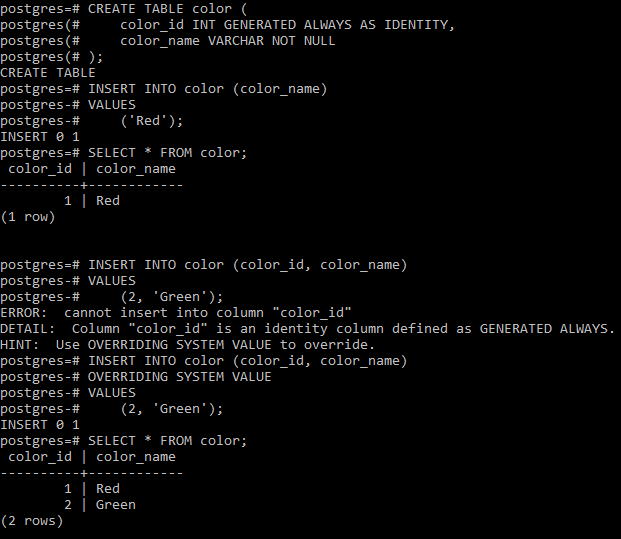 postgres=# CREATE TABLE color (
postgres(#     color_id INT GENERATED ALWAYS AS IDENTITY,
postgres(#     color_name VARCHAR NOT NULL
postgres(# );
CREATE TABLE
postgres=# INSERT INTO color (color_name)
postgres-# VALUES
postgres-#     ('Red');
INSERT 0 1
postgres=# SELECT * FROM color;
 color_id | color_name
----------+------------
        1 | Red
(1 row)


postgres=# INSERT INTO color (color_id, color_name)
postgres-# VALUES
postgres-#     (2, 'Green');
ERROR:  cannot insert into column "color_id"
DETAIL:  Column "color_id" is an identity column defined as GENERATED ALWAYS.
HINT:  Use OVERRIDING SYSTEM VALUE to override.
postgres=# INSERT INTO color (color_id, color_name)
postgres-# OVERRIDING SYSTEM VALUE
postgres-# VALUES
postgres-#     (2, 'Green');
INSERT 0 1
postgres=# SELECT * FROM color;
 color_id | color_name
----------+------------
        1 | Red
        2 | Green
(2 rows)